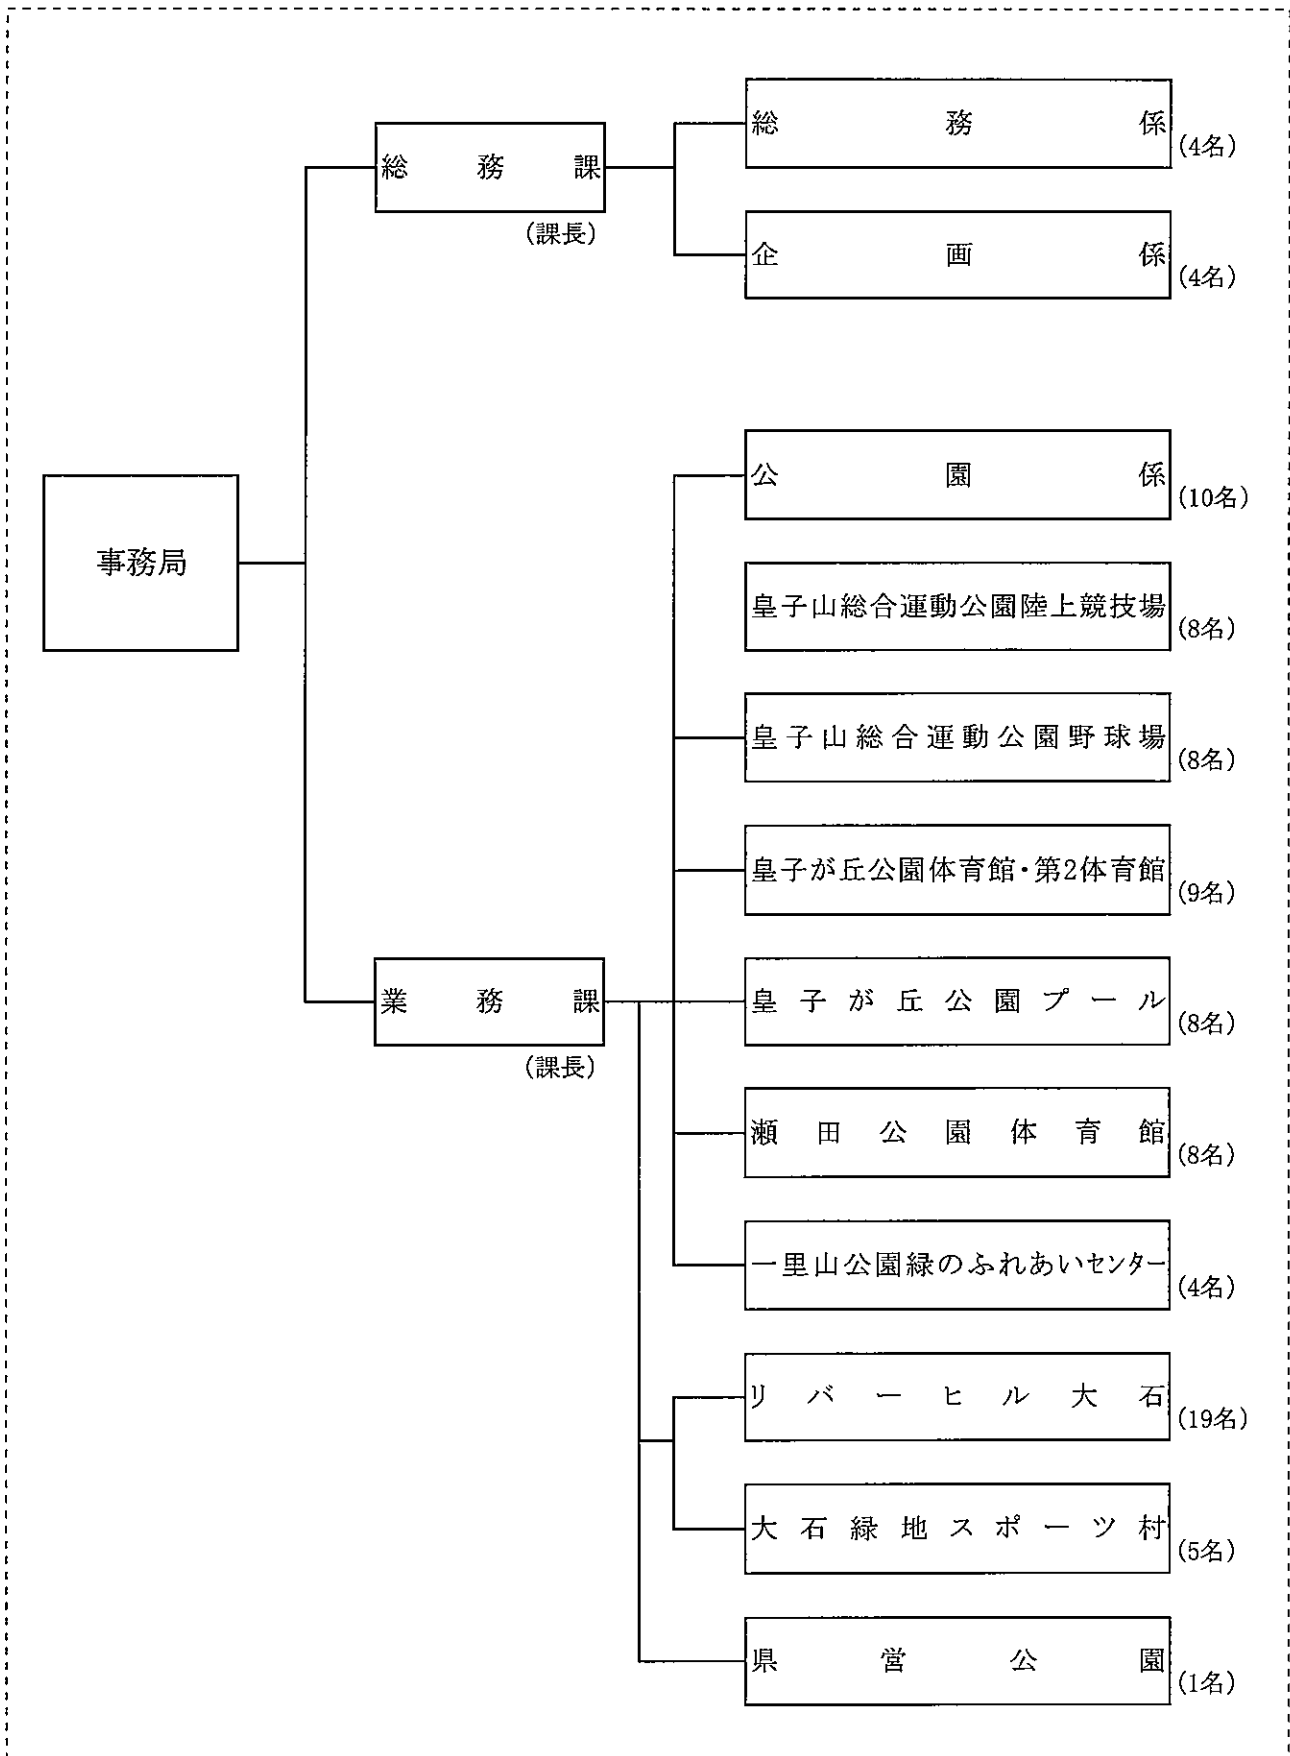 総務係
(4名)
総務課
(課長)
企画係
(4名)
公園係
(10名)
事務局
皇子山総合運動公園陸上競技場
(8名)
皇子山総合運動公園野球場
(8名)
皇子が丘公園体育館・第2体育館
(9名)
業務課
(課長)
皇子が丘公園プール
(8名)
瀬田公園体育館
(8名)
一里山公園緑のふれあいセンター
(4名)
リバーヒル大石
(19名)
大石緑地スポーツ村
(5名)
県営公園
(1名)